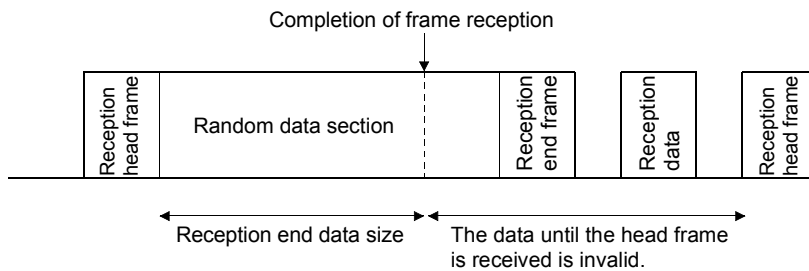 Completion of frame reception
Reception
head frame
Random data section
Reception
end frame
Reception
data
Reception
head frame
Reception end data size
The data until the head frame
is received is invalid.